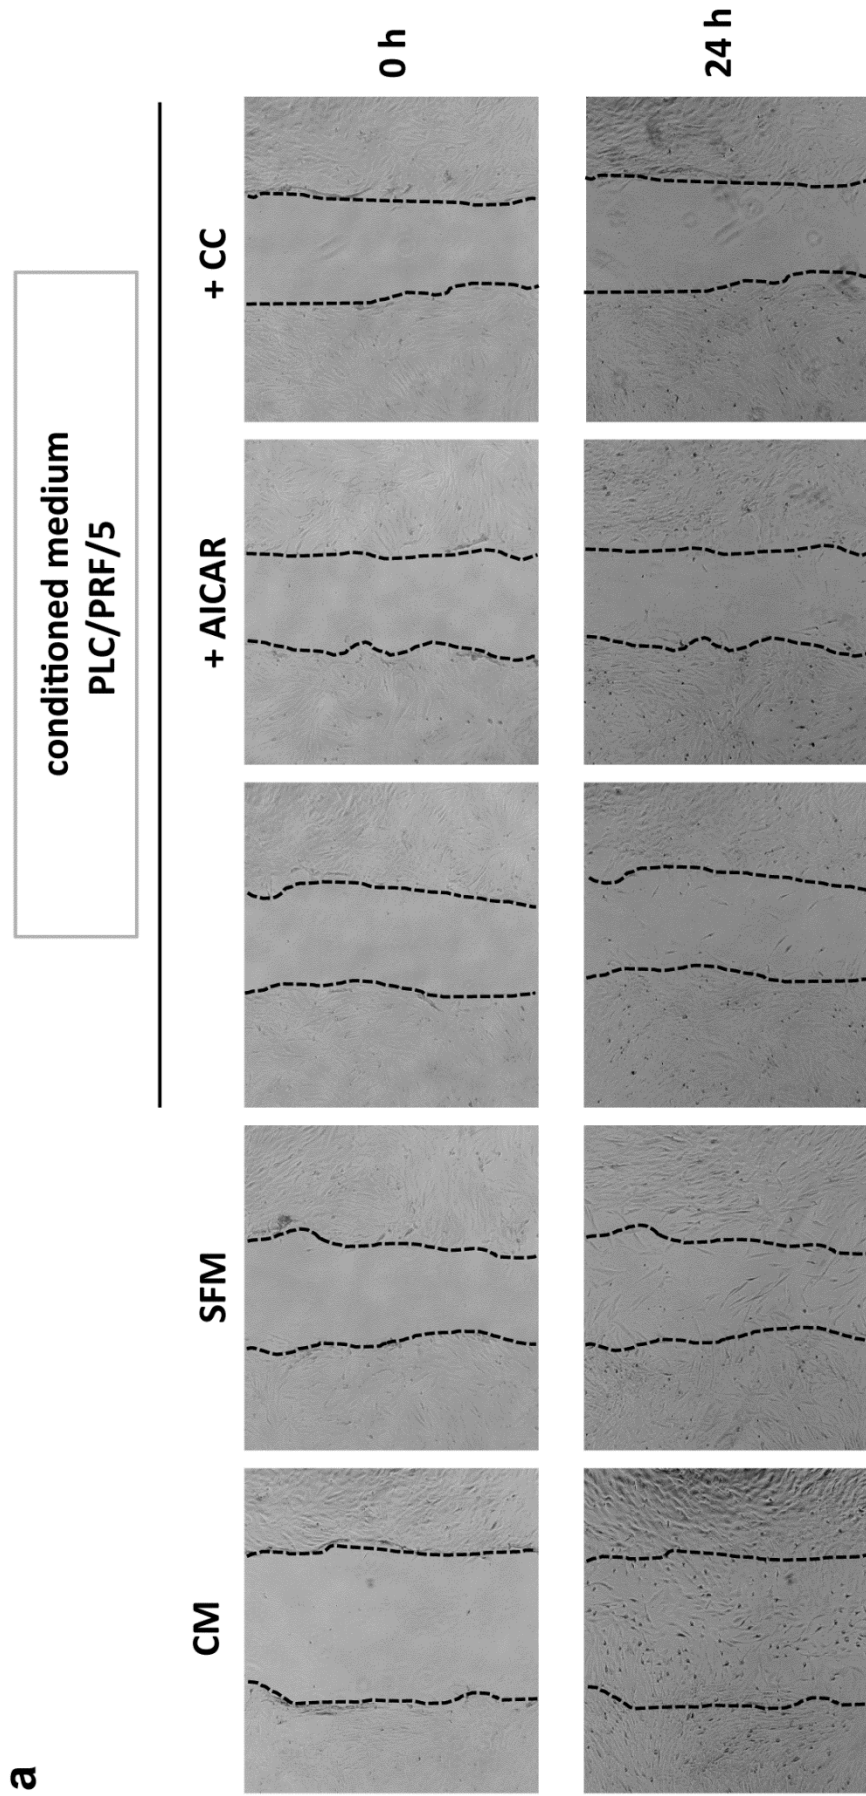 a
conditioned medium
PLC/PRF/5
CM
SFM
+ AICAR
+ CC
0 h
24 h